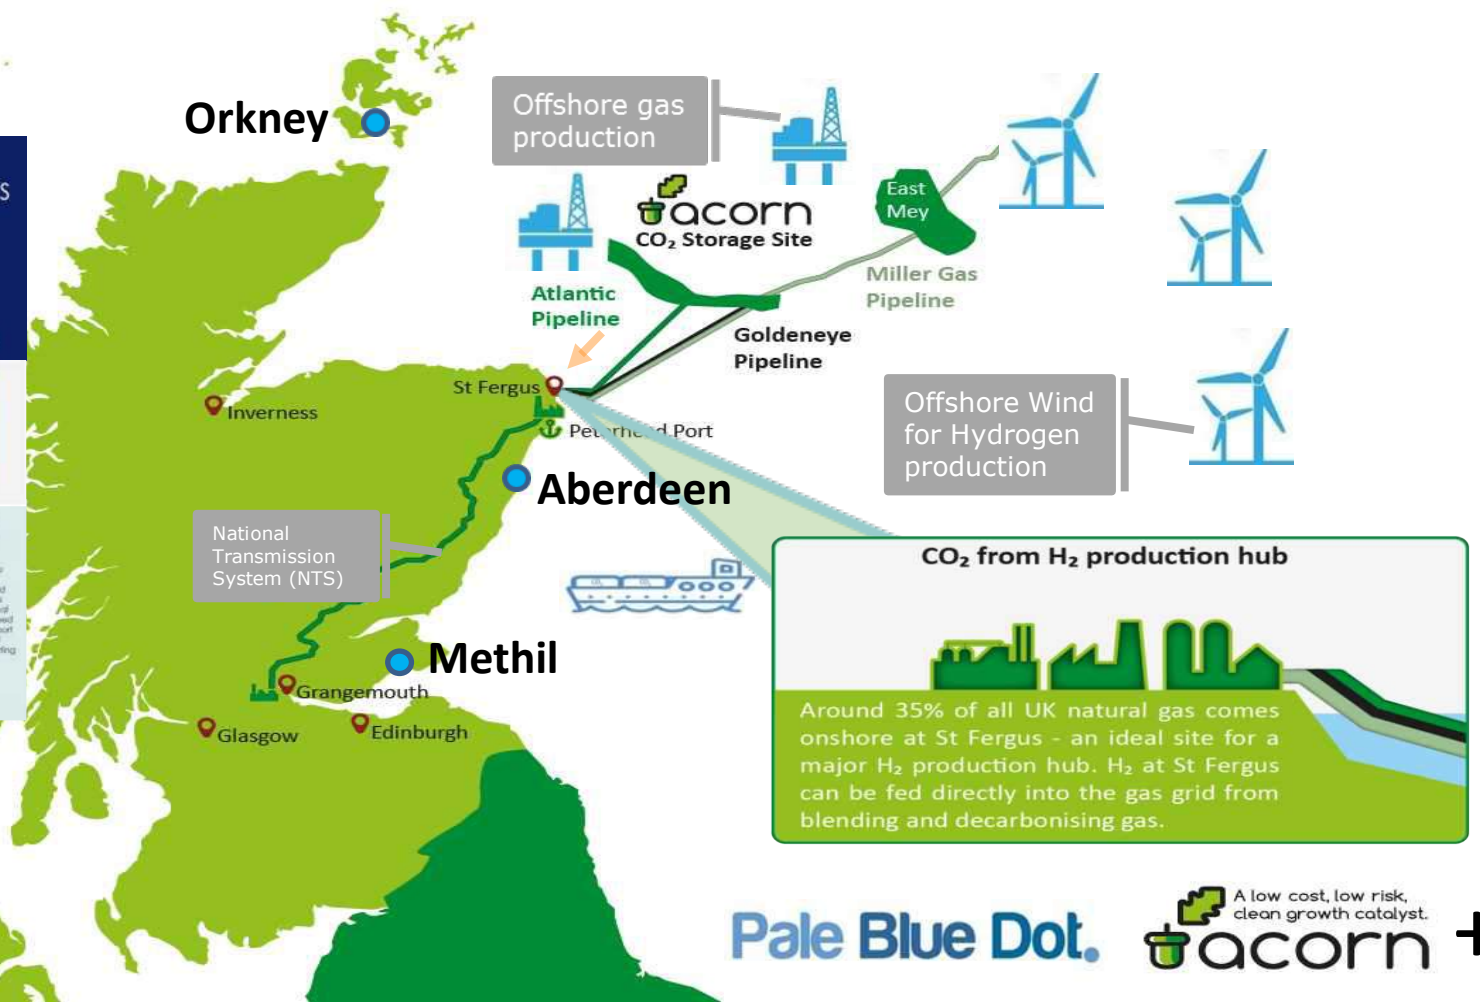 Orkney
Offshore gas
production
acorn
CO₂ Storage Site
East
Mey
Miller Gas
Pipeline
Atlantic
Pipeline
Goldeneye
Pipeline
St Fergus
Inverness
Peterhead Port
Offshore Wind
for Hydrogen
production
Aberdeen
National
Transmission
System (NTS)
CO₂ from H₂ production hub
Methil
Grangemouth
Glasgow
Edinburgh
Around 35% of all UK natural gas comes
onshore at St Fergus - an ideal site for a
major H₂ production hub. H₂ at St Fergus
can be fed directly into the gas grid from
blending and decarbonising gas.
Pale Blue Dot.
A low cost, low risk,
clean growth catalyst.
acorn
+